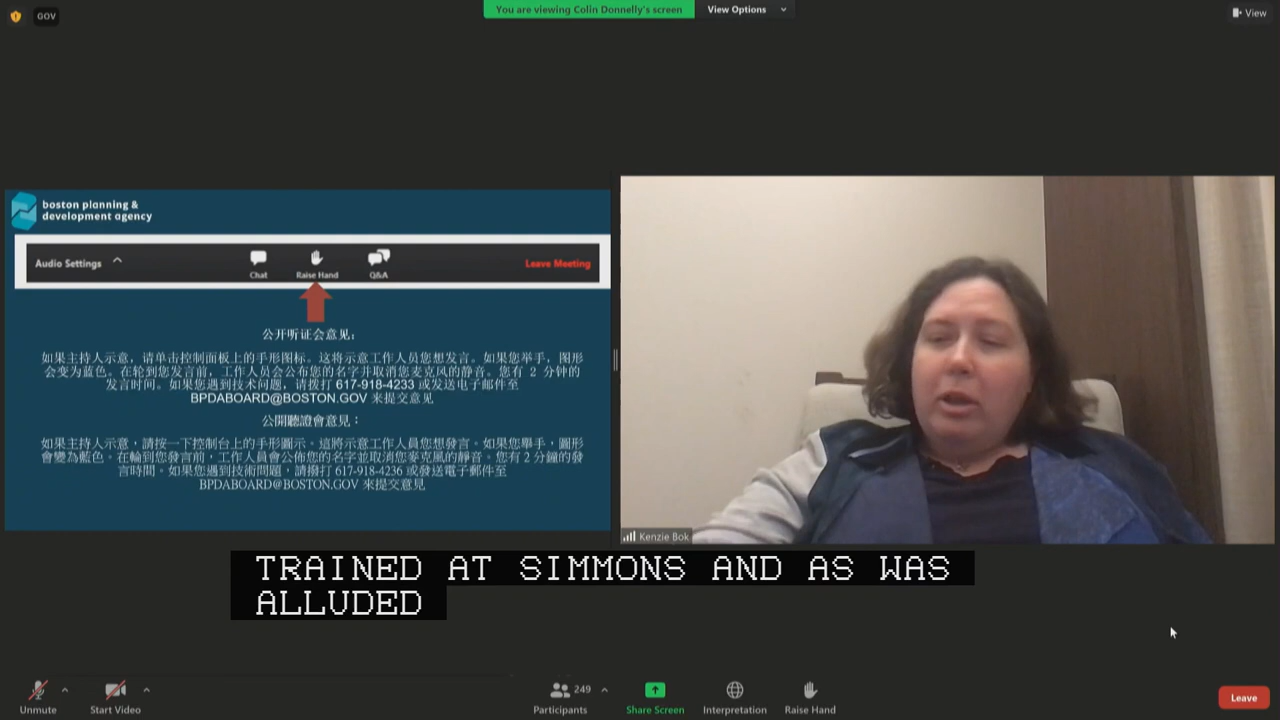 GOV
You are viewing Colin Donnelly's screen
View Options
View
boston planning &
development agency
Audio Settings
Chat
Raise Hand
Q&A
Leave Meeting
公开听证会意见:
如果主持人示意，请单击控制面板上的手形图标。这将示意工作人员您想发言。如果您举手，图形
会变为蓝色。在轮到您发言前，工作人员会公布您的名字并取消您麦克风的静音。您有 2 分钟的
发言时间。如果您遇到技术问题，请拨打 617-918-4233 或发送电子邮件至
BPDABOARD@BOSTON.GOV 来提交意见
公開聽證會意見：
如果主持人示意，請按一下控制台上的手形圖示。這將示意工作人員您想發言。如果您舉手，圖形
會變為藍色。在輪到您發言前，工作人員會公佈您的名字並取消您麥克風的靜音。您有 2 分鐘的發
言時間。如果您遇到技術問題，請撥打 617-918-4236 或發送電子郵件至
BPDABOARD@BOSTON.GOV 來提交意見
Kenzie Bok
TRAINED AT SIMMONS AND AS WAS
ALLUDED
Unmute
Start Video
249
Participants
Share Screen
Interpretation
Raise Hand
Leave